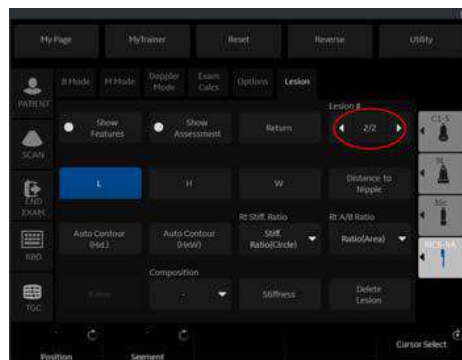 My Page MyTrainer Reset Reverse Utility
B Mode M Mode Doppler Mode Exam Calcs Options Lesion
PATIENT
Lesion #
Show Features Show Assessment Return 2/2
C1-5
SCAN
9L
L H W Distance to Nipple
END EXAM
Rt Stiff. Ratio Rt A/B Ratio
Auto Contour (HxL) Auto Contour (HxW) Stiff. Ratio(Circle) Ratio(Area)
KBD
Composition
- Stiffness Delete Lesion
TGC
- -
Position Segment Cursor Select